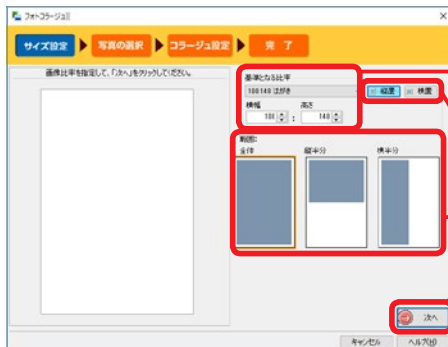 フォトコラージュII
サイズ設定 写真の選択 コラージュ設定 完 了
画像比率を指定して、「次へ」をクリックしてください。
基準となる比率
100:148 はがき
縦置 横置
横幅 高さ
100 : 148
範囲:
全体 縦半分 横半分
次へ
キャンセル ヘルプ(H)